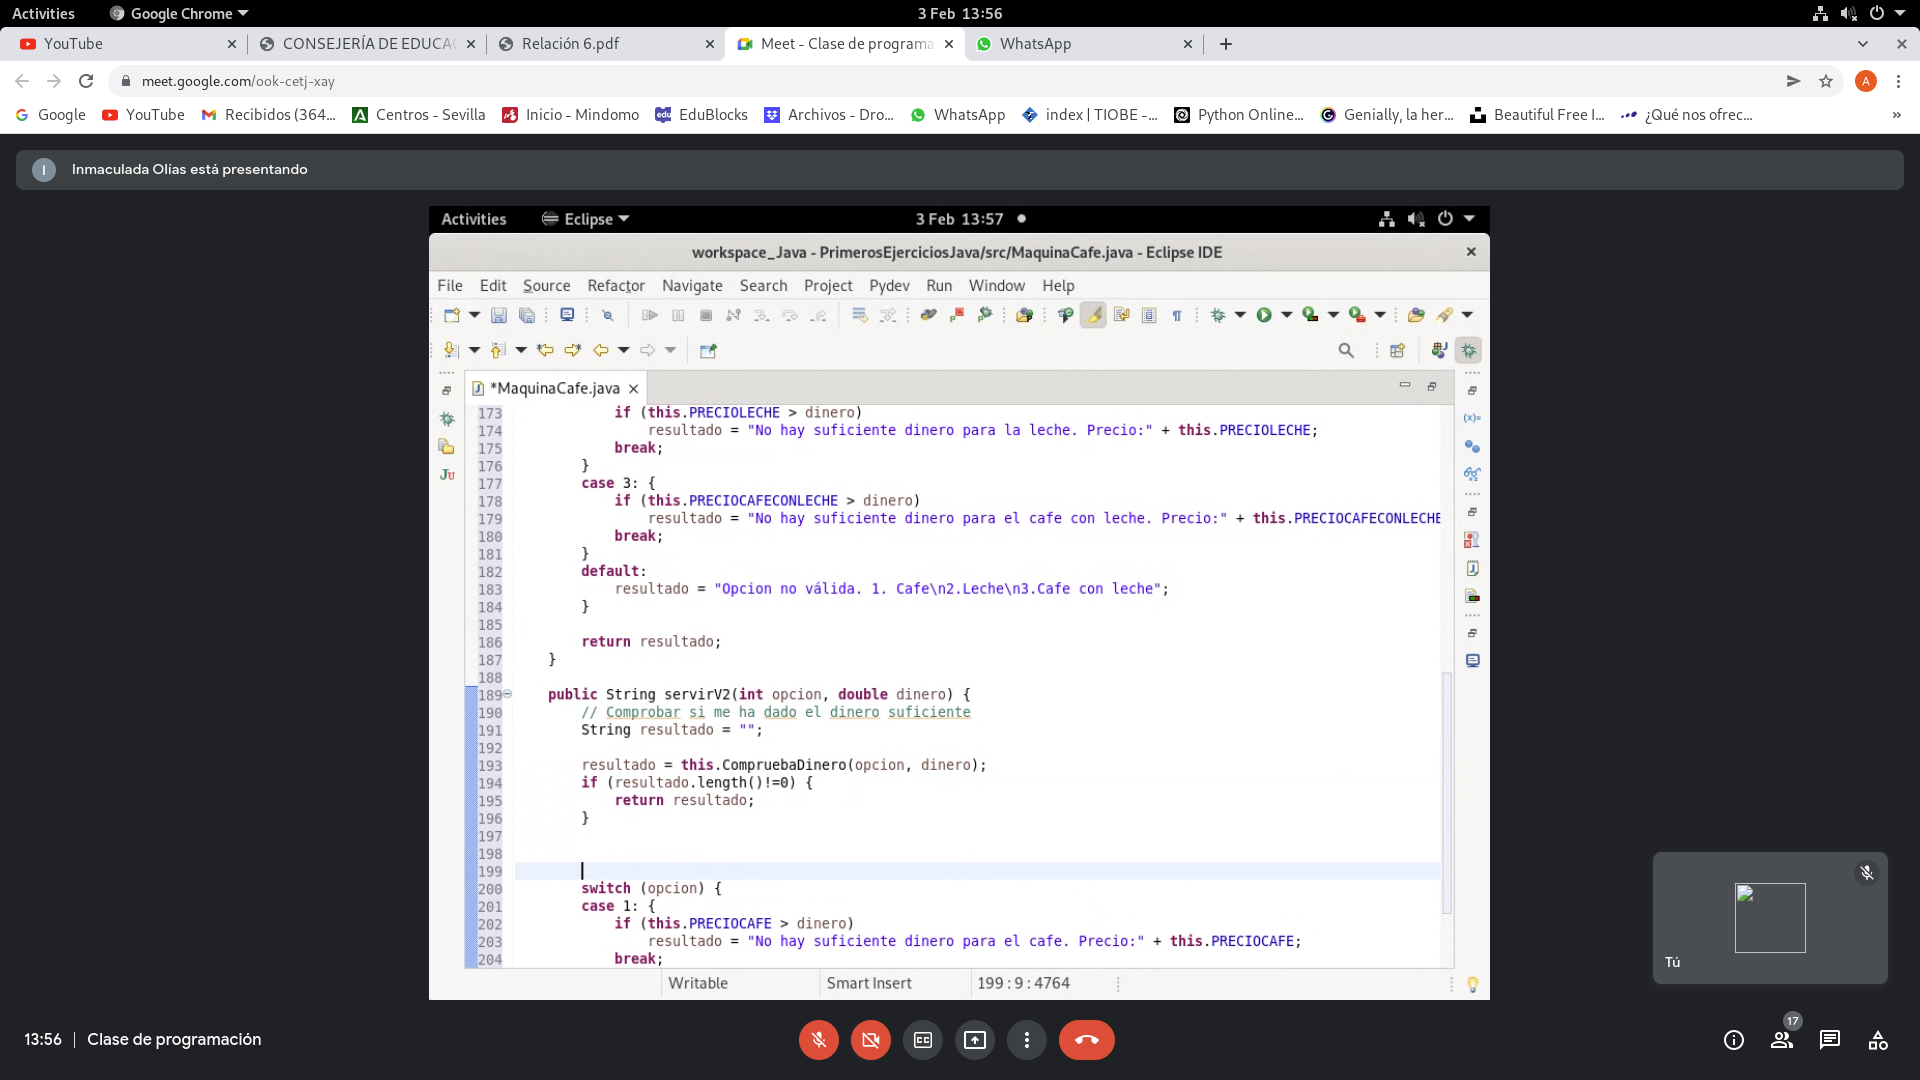 Activities Google Chrome 3 Feb 13:56
YouTube CONSEJERÍA DE EDUCA Relación 6.pdf Meet - Clase de programa WhatsApp
meet.google.com/ook-cetj-xay A
Google YouTube Recibidos (364... Centros - Sevilla Inicio - Mindomo EduBlocks Archivos - Dro... WhatsApp index | TIOBE -... Python Online... Genially, la her... Beautiful Free I... ¿Qué nos ofrec... »
I Inmaculada Olías está presentando
Activities Eclipse 3 Feb 13:57
workspace_Java - PrimerosEjerciciosJava/src/MaquinaCafe.java - Eclipse IDE
File Edit Source Refactor Navigate Search Project Pydev Run Window Help
*MaquinaCafe.java
173 if (this.PRECIOLECHE > dinero)
174 resultado = "No hay suficiente dinero para la leche. Precio:" + this.PRECIOLECHE;
175 break;
176 }
177 case 3: {
178 if (this.PRECIOCAFECONLECHE > dinero)
179 resultado = "No hay suficiente dinero para el cafe con leche. Precio:" + this.PRECIOCAFECONLECHE
180 break;
181 }
182 default:
183 resultado = "Opcion no válida. 1. Cafe\n2.Leche\n3.Cafe con leche";
184 }
185
186 return resultado;
187 }
188
189 public String servirV2(int opcion, double dinero) {
190 // Comprobar si me ha dado el dinero suficiente
191 String resultado = "";
192
193 resultado = this.CompruebaDinero(opcion, dinero);
194 if (resultado.length()!=0) {
195 return resultado;
196 }
197
198
199
200 switch (opcion) {
201 case 1: {
202 if (this.PRECIOCAFE > dinero)
203 resultado = "No hay suficiente dinero para el cafe. Precio:" + this.PRECIOCAFE;
204 break;
Writable Smart Insert 199 : 9 : 4764
Tú
13:56 | Clase de programación
17